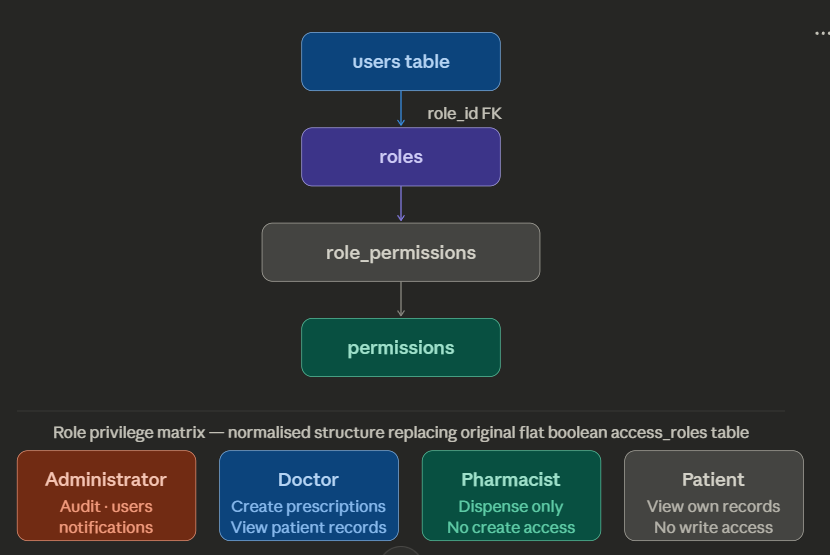 users table
role_id FK
roles
role_permissions
permissions
Role privilege matrix — normalised structure replacing original flat boolean access_roles table
Administrator
Audit · users
notifications
Doctor
Create prescriptions
View patient records
Pharmacist
Dispense only
No create access
Patient
View own records
No write access